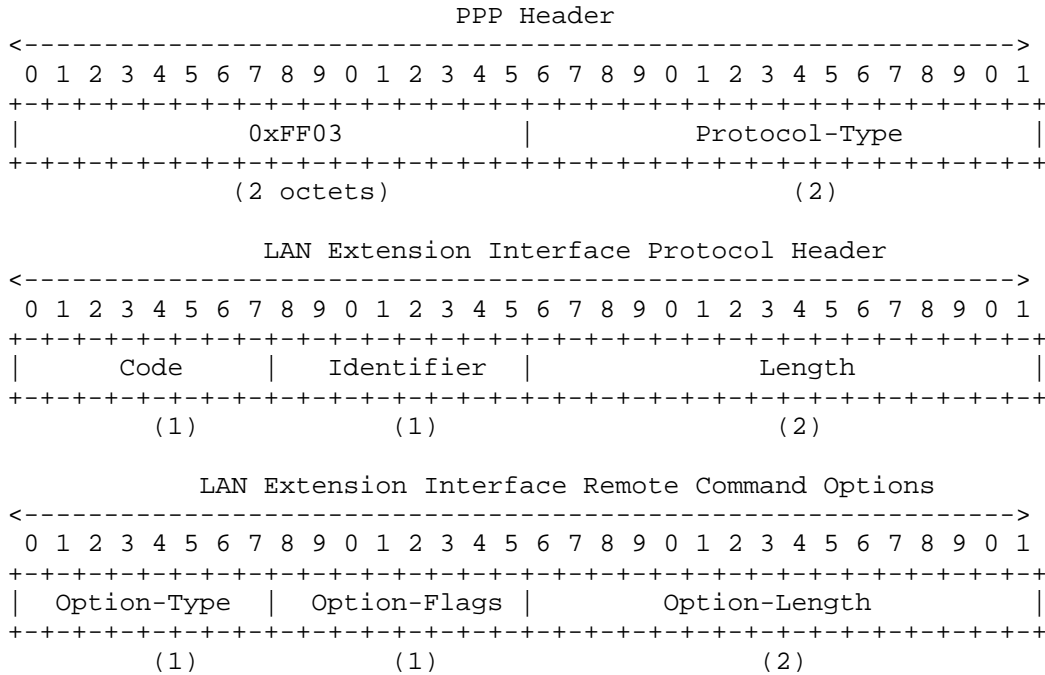 PPP Header
<--------------------------------------------------------------->
0 1 2 3 4 5 6 7 8 9 0 1 2 3 4 5 6 7 8 9 0 1 2 3 4 5 6 7 8 9 0 1
+-+-+-+-+-+-+-+-+-+-+-+-+-+-+-+-+-+-+-+-+-+-+-+-+-+-+-+-+-+-+-+-+
| 0xFF03 | Protocol-Type |
+-+-+-+-+-+-+-+-+-+-+-+-+-+-+-+-+-+-+-+-+-+-+-+-+-+-+-+-+-+-+-+-+
(2 octets) (2)
LAN Extension Interface Protocol Header
<--------------------------------------------------------------->
0 1 2 3 4 5 6 7 8 9 0 1 2 3 4 5 6 7 8 9 0 1 2 3 4 5 6 7 8 9 0 1
+-+-+-+-+-+-+-+-+-+-+-+-+-+-+-+-+-+-+-+-+-+-+-+-+-+-+-+-+-+-+-+-+
| Code | Identifier | Length |
+-+-+-+-+-+-+-+-+-+-+-+-+-+-+-+-+-+-+-+-+-+-+-+-+-+-+-+-+-+-+-+-+
(1) (1) (2)
LAN Extension Interface Remote Command Options
<--------------------------------------------------------------->
0 1 2 3 4 5 6 7 8 9 0 1 2 3 4 5 6 7 8 9 0 1 2 3 4 5 6 7 8 9 0 1
+-+-+-+-+-+-+-+-+-+-+-+-+-+-+-+-+-+-+-+-+-+-+-+-+-+-+-+-+-+-+-+-+
| Option-Type | Option-Flags | Option-Length |
+-+-+-+-+-+-+-+-+-+-+-+-+-+-+-+-+-+-+-+-+-+-+-+-+-+-+-+-+-+-+-+-+
(1) (1) (2)